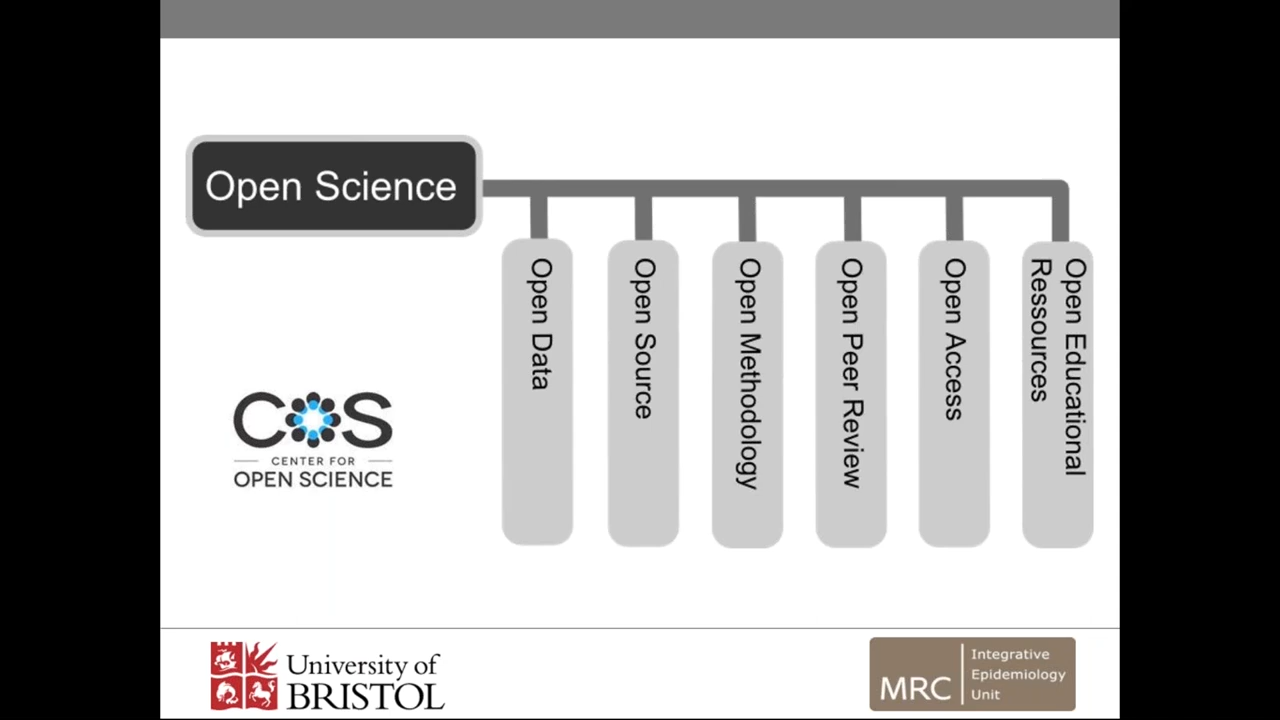 Open Science
Open Data
Open Source
Open Methodology
Open Peer Review
Open Access
Open Educational
Ressources
COS
CENTER FOR
OPEN SCIENCE
University of
BRISTOL
MRC
Integrative
Epidemiology
Unit